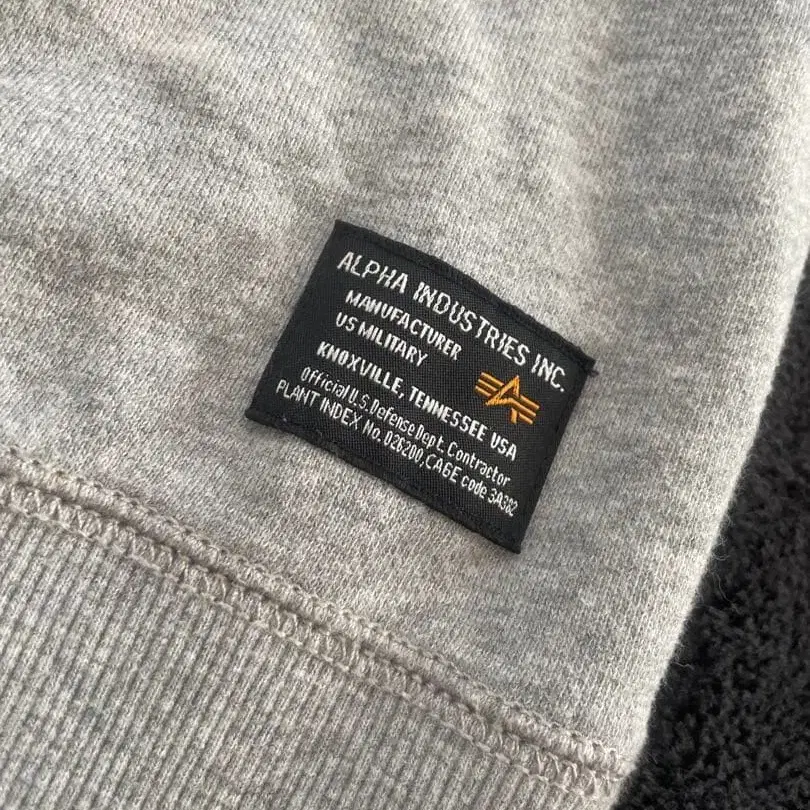 ALPHA INDUSTRIES INC.
MANUFACTURER
US MILITARY
KNOXVILLE, TENNESSEE USA
Official U.S. Defense Dept. Contractor
PLANT INDEX No. 026200, CAGE code 3A382